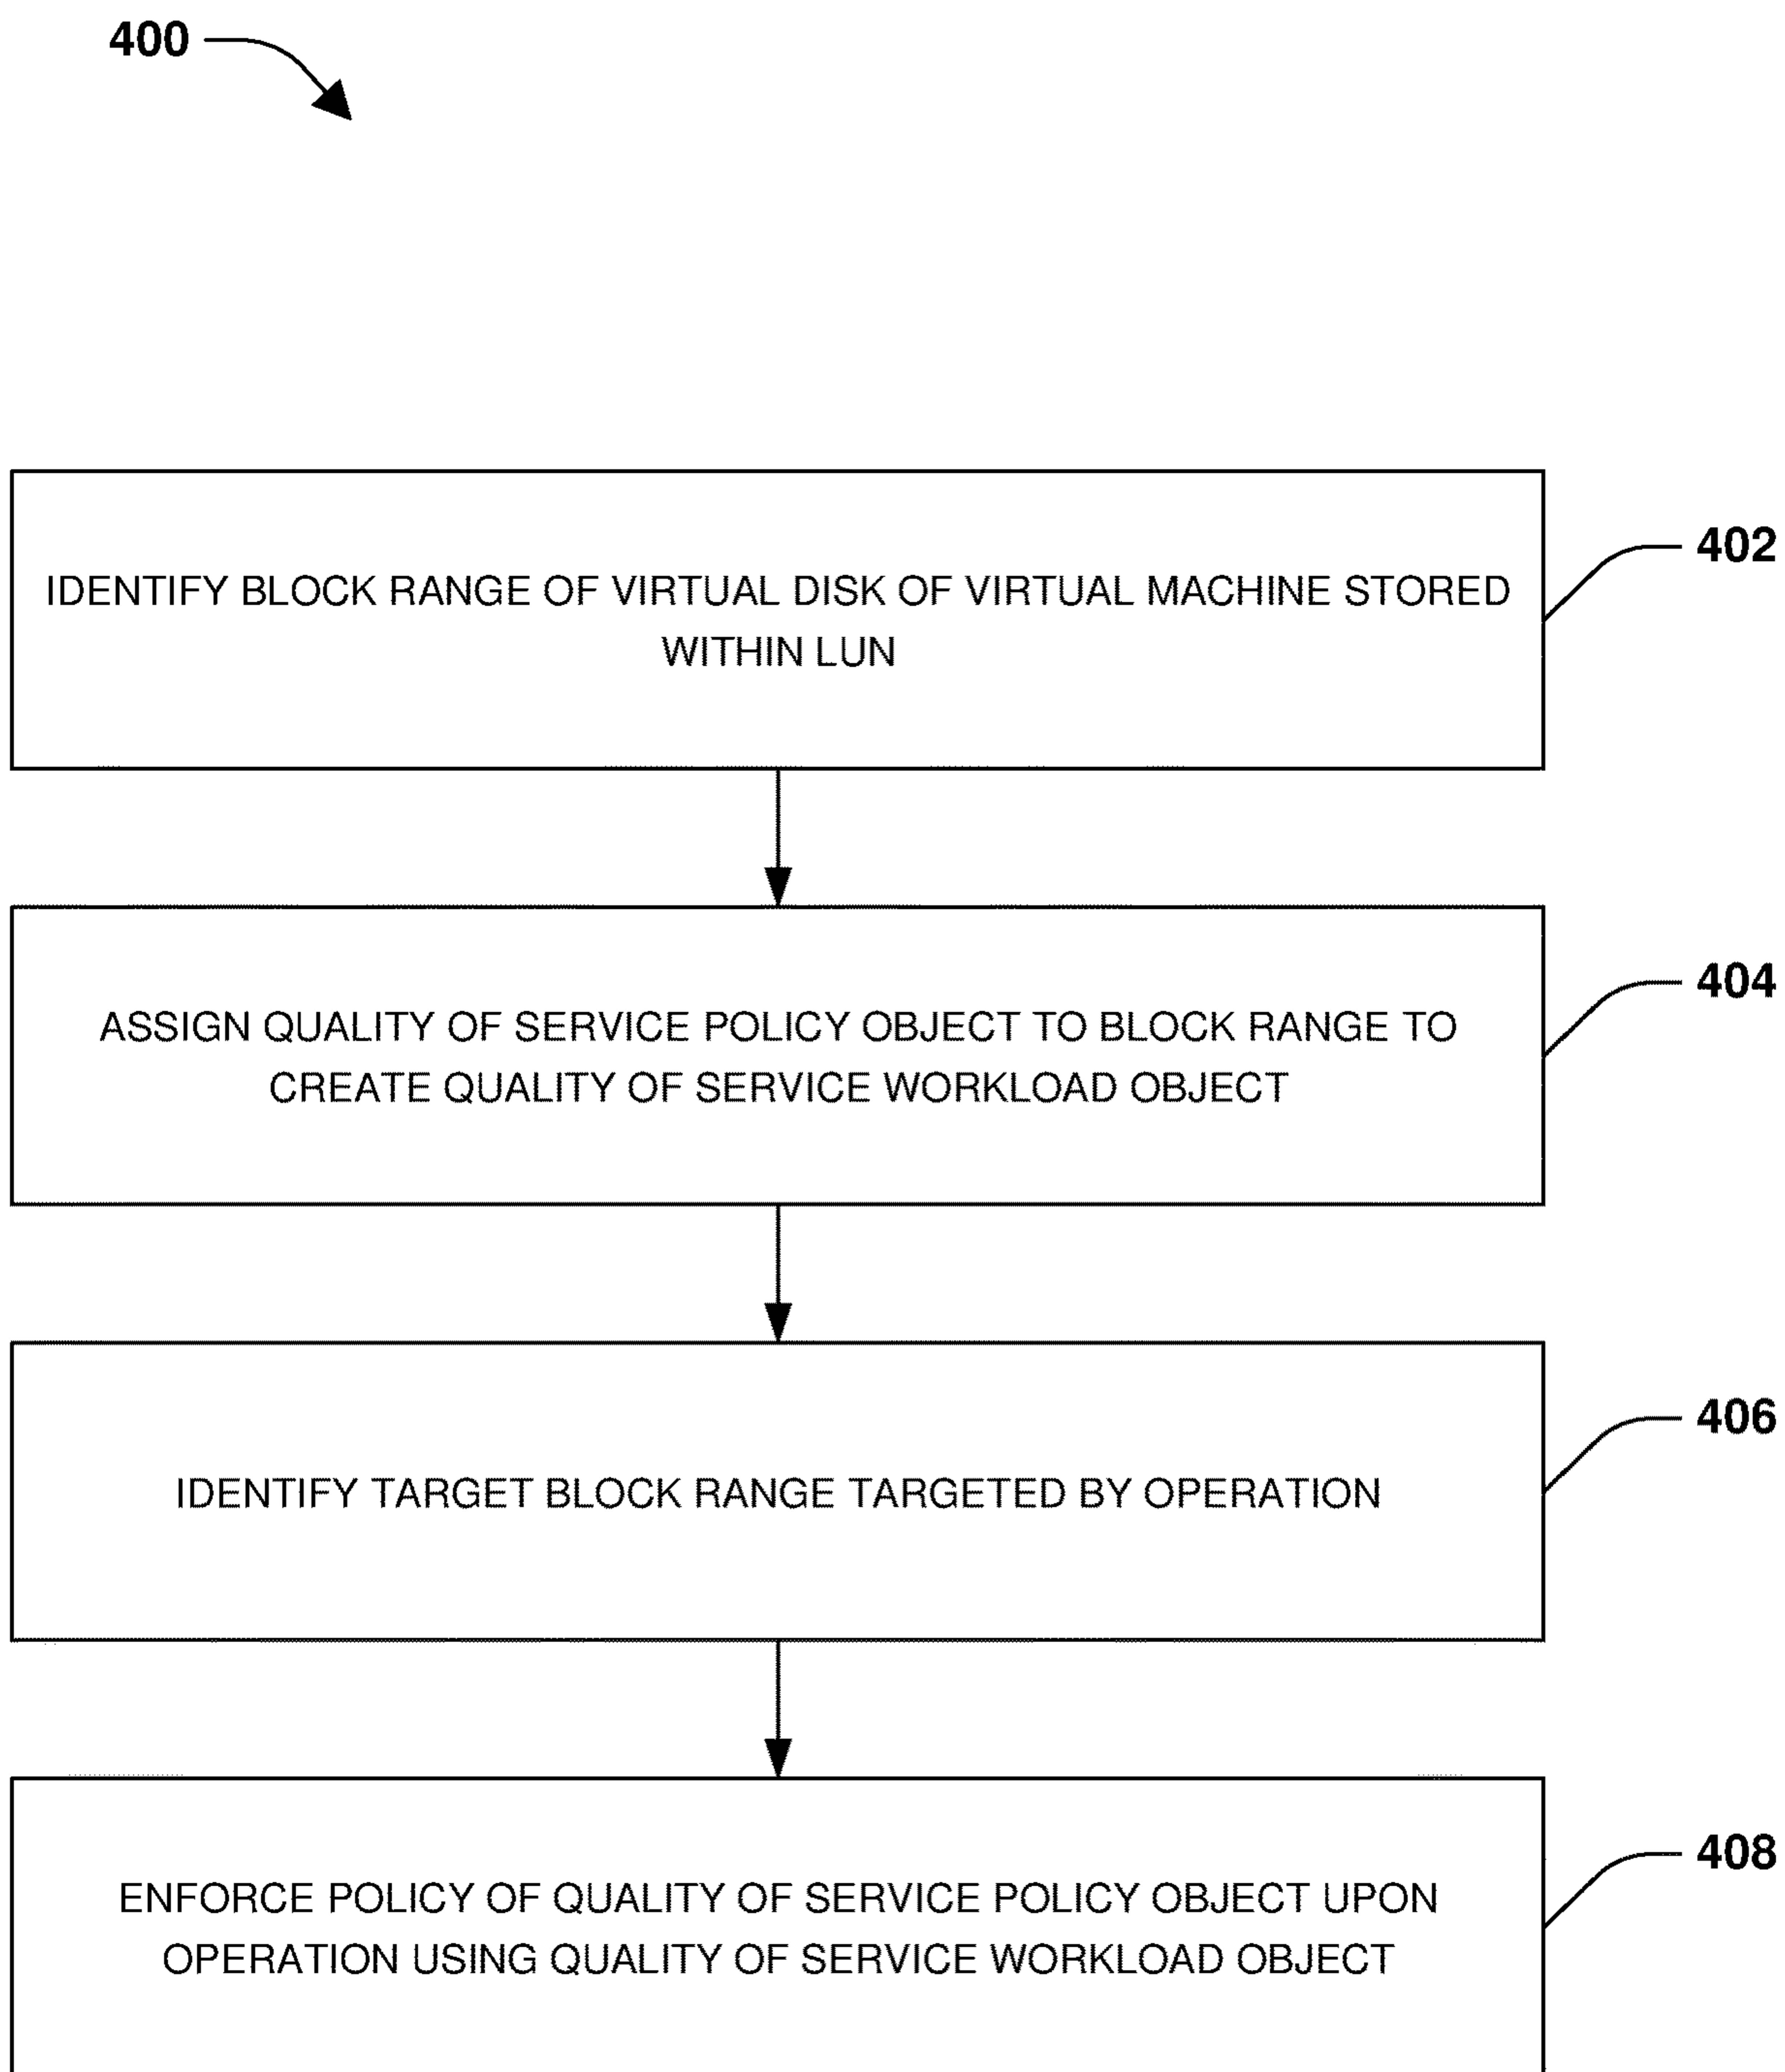 400
IDENTIFY BLOCK RANGE OF VIRTUAL DISK OF VIRTUAL MACHINE STORED
WITHIN LUN
402
ASSIGN QUALITY OF SERVICE POLICY OBJECT TO BLOCK RANGE TO
CREATE QUALITY OF SERVICE WORKLOAD OBJECT
404
IDENTIFY TARGET BLOCK RANGE TARGETED BY OPERATION
406
ENFORCE POLICY OF QUALITY OF SERVICE POLICY OBJECT UPON
OPERATION USING QUALITY OF SERVICE WORKLOAD OBJECT
408